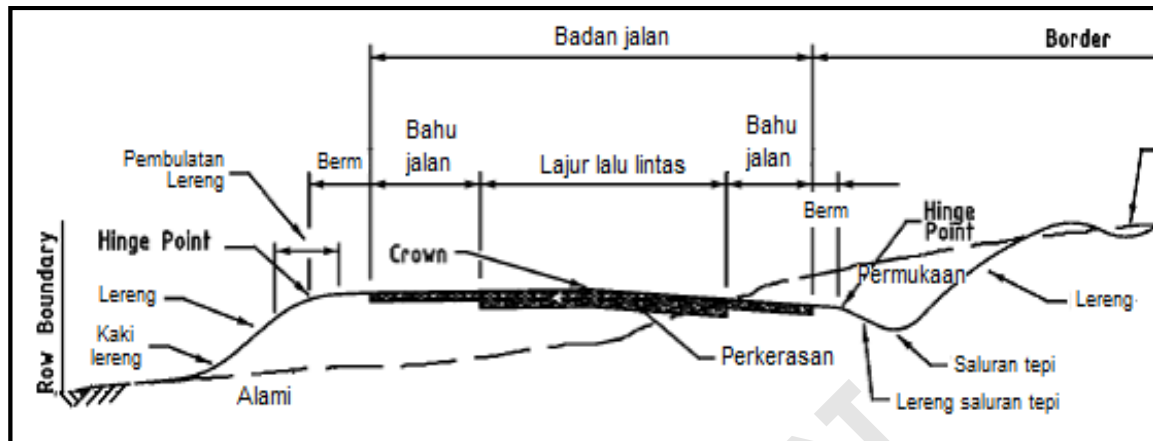 Badan jalan
Border
Bahu
jalan
Bahu
jalan
Pembulatan
Lereng
Berm
Lajur lalu lintas
Berm
Hinge
Point
Hinge Point
Crown
Permukaan
Lereng
Lereng
Row Boundary
Kaki
lereng
Perkerasan
Saluran tepi
Alami
Lereng saluran tepi